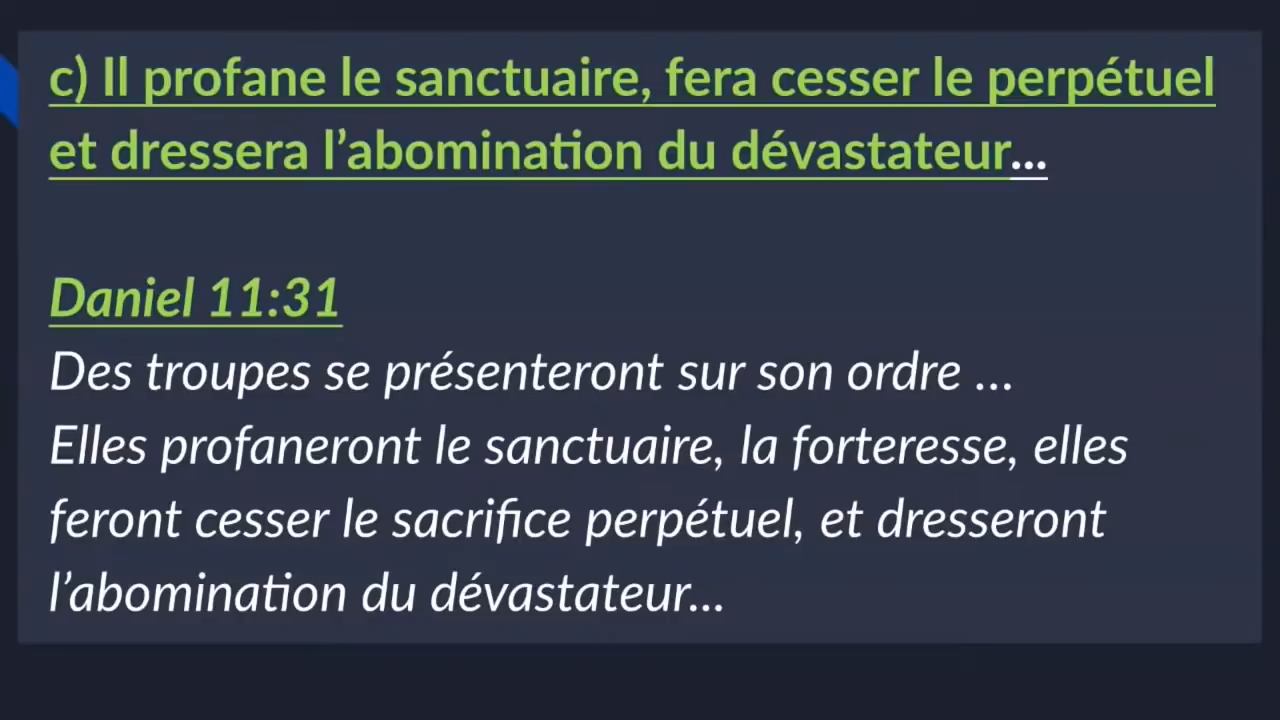 c) Il profane le sanctuaire, fera cesser le perpétuel
et dressera l’abomination du dévastateur...
Daniel 11:31
Des troupes se présenteront sur son ordre ...
Elles profaneront le sanctuaire, la forteresse, elles
feront cesser le sacrifice perpétuel, et dresseront
l’abomination du dévastateur...